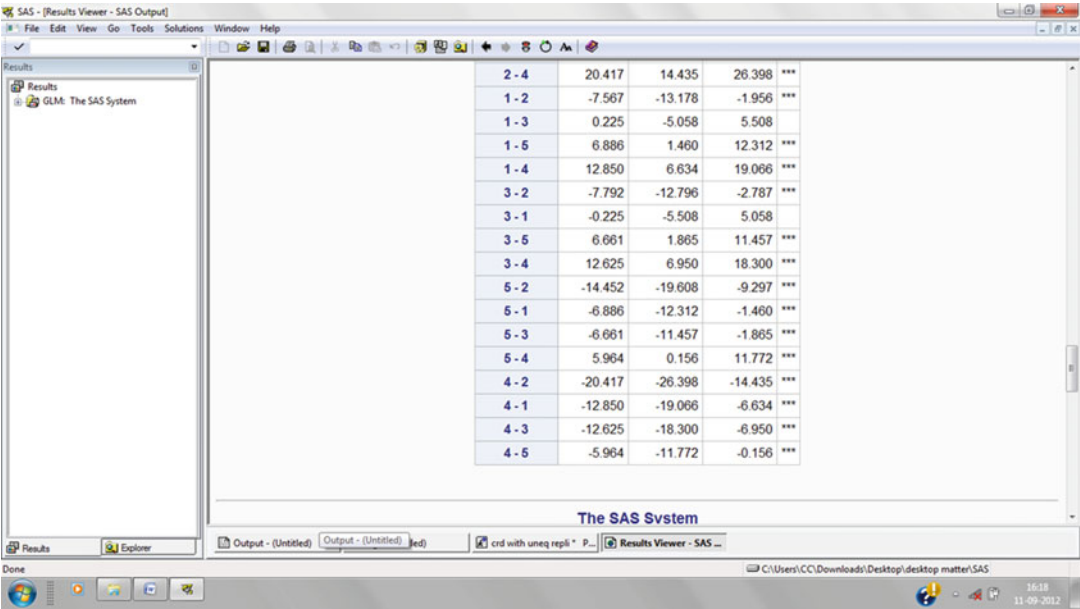 SAS - [Results Viewer - SAS Output]
File Edit View Go Tools Solutions Window Help
Results
Results
GLM: The SAS System
2 - 4 20.417 14.435 26.398 ***
1 - 2 -7.567 -13.178 -1.956 ***
1 - 3 0.225 -5.058 5.508
1 - 5 6.886 1.460 12.312 ***
1 - 4 12.850 6.634 19.066 ***
3 - 2 -7.792 -12.796 -2.787 ***
3 - 1 -0.225 -5.508 5.058
3 - 5 6.661 1.865 11.457 ***
3 - 4 12.625 6.950 18.300 ***
5 - 2 -14.452 -19.608 -9.297 ***
5 - 1 -6.886 -12.312 -1.460 ***
5 - 3 -6.661 -11.457 -1.865 ***
5 - 4 5.964 0.156 11.772 ***
4 - 2 -20.417 -26.398 -14.435 ***
4 - 1 -12.850 -19.066 -6.634 ***
4 - 3 -12.625 -18.300 -6.950 ***
4 - 5 -5.964 -11.772 -0.156 ***
The SAS System
Results Explorer
Output - (Untitled) Output - (Untitled) led) crd with uneq repli * P... Results Viewer - SAS ...
Done C:\Users\CC\Downloads\Desktop\desktop matter\SAS
16:18
11-09-2012